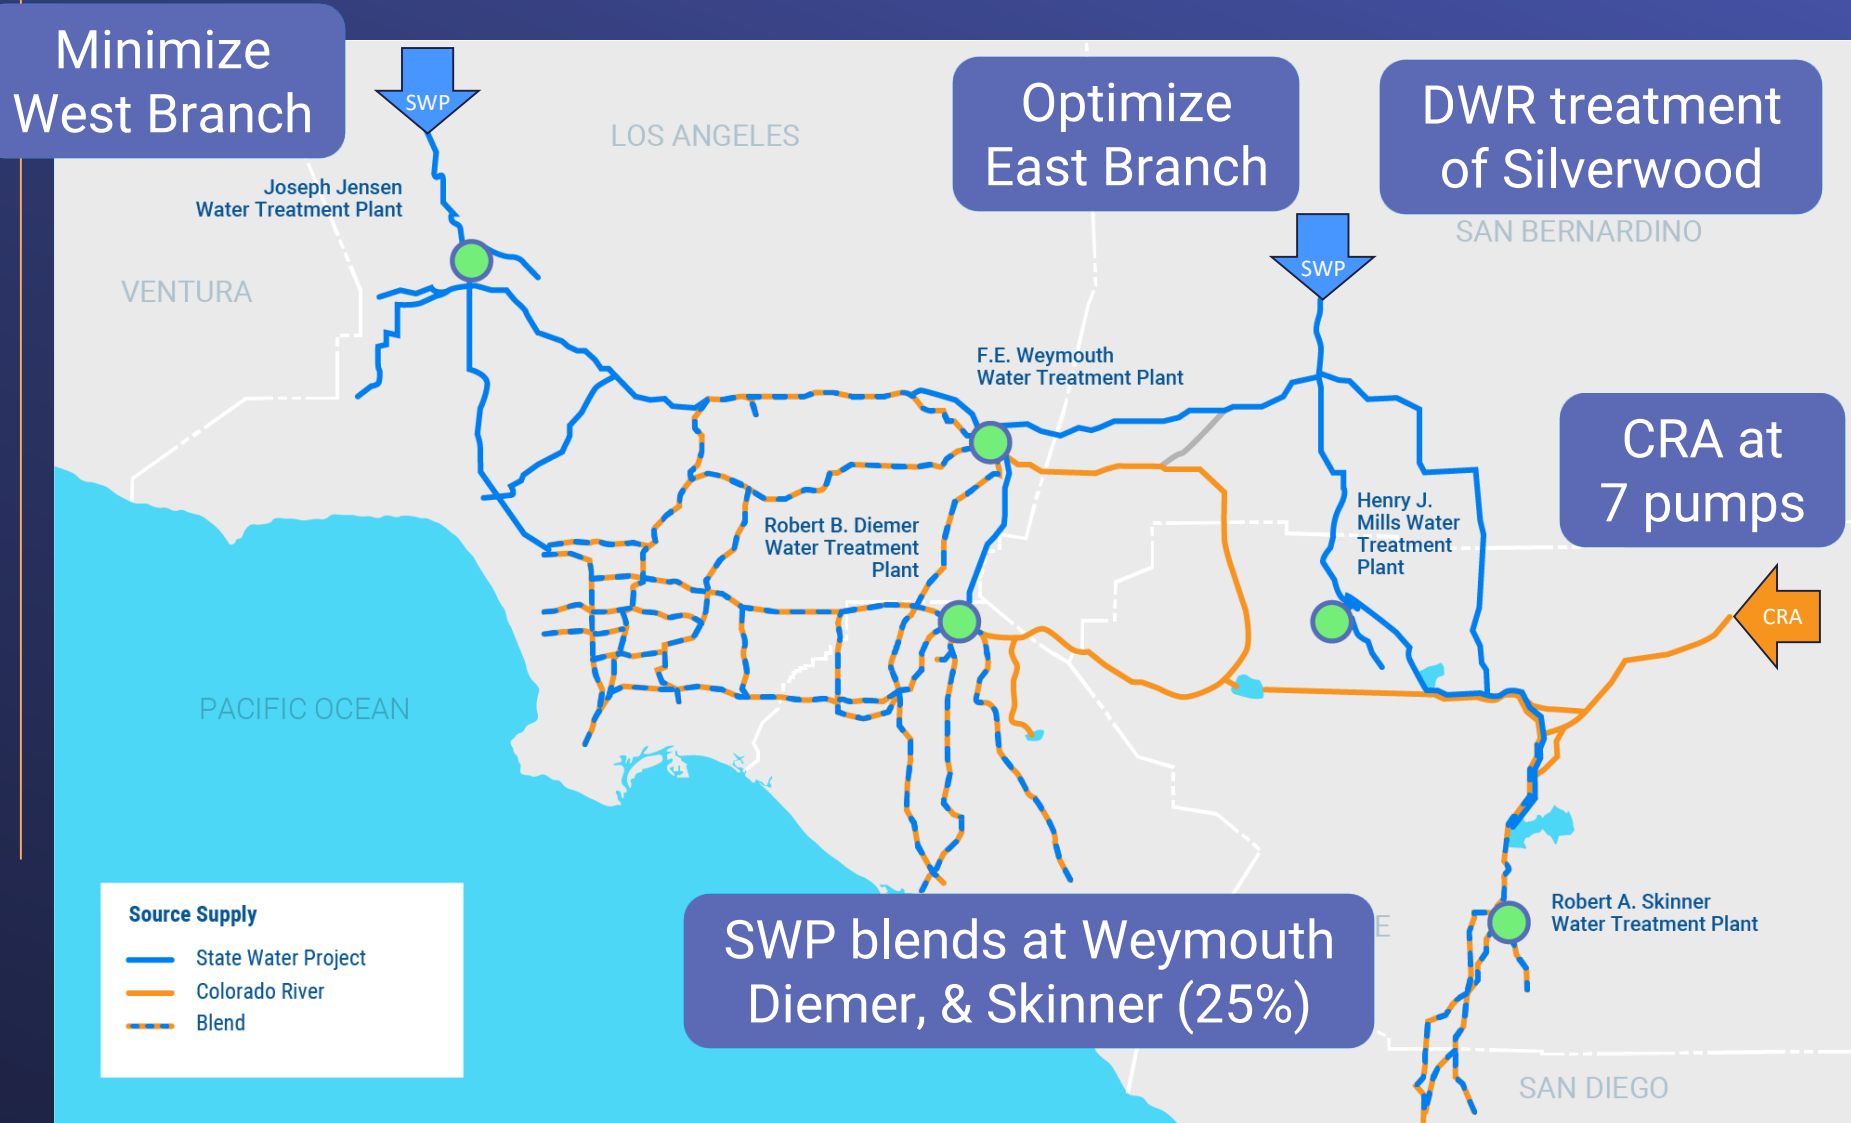 Minimize
West Branch
SWP
LOS ANGELES
Optimize
East Branch
DWR treatment
of Silverwood
Joseph Jensen
Water Treatment Plant
SAN BERNARDINO
SWP
VENTURA
F.E. Weymouth
Water Treatment Plant
CRA at
7 pumps
Henry J.
Mills Water
Treatment
Plant
Robert B. Diemer
Water Treatment
Plant
CRA
PACIFIC OCEAN
Source Supply
State Water Project
Colorado River
Blend
SWP blends at Weymouth
Diemer, & Skinner (25%)
E
Robert A. Skinner
Water Treatment Plant
SAN DIEGO